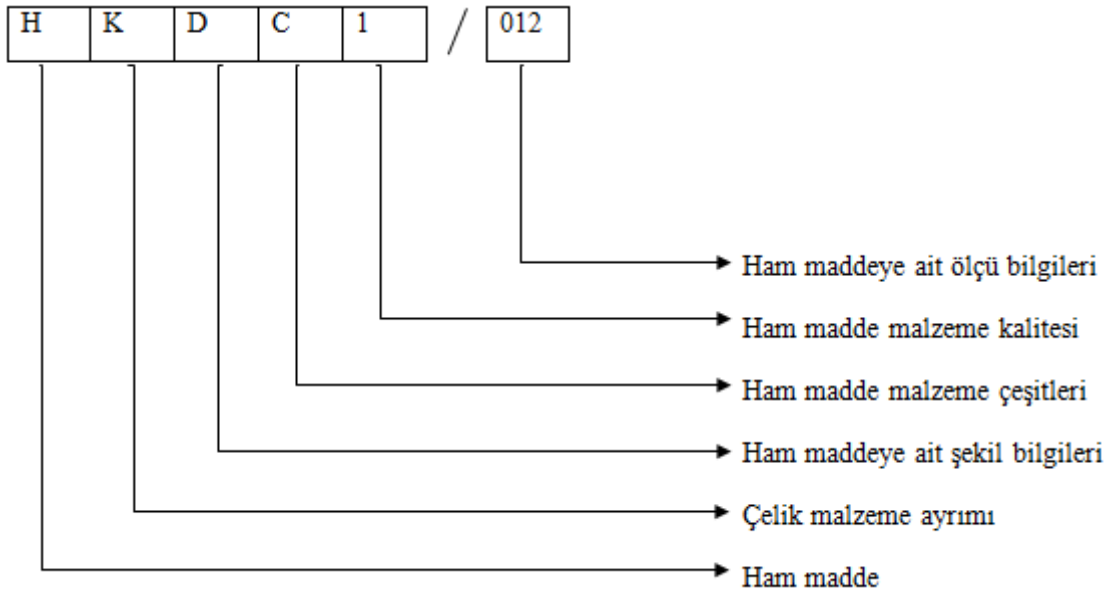 H K D C 1 / 012
Ham maddeye ait ölçü bilgileri
Ham madde malzeme kalitesi
Ham madde malzeme çeşitleri
Ham maddeye ait şekil bilgileri
Çelik malzeme ayrımı
Ham madde